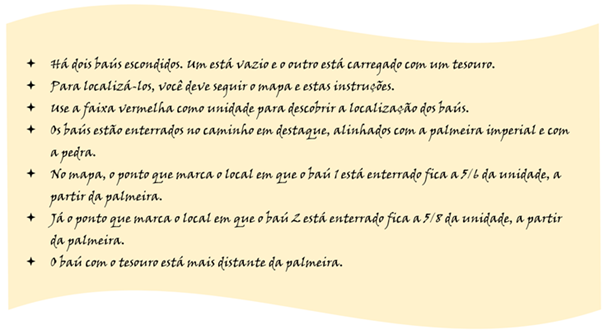 ✦ Há dois baús escondidos. Um está vazio e o outro está carregado com um tesouro.
✦ Para localizá-los, você deve seguir o mapa e estas instruções.
✦ Use a faixa vermelha como unidade para descobrir a localização dos baús.
✦ Os baús estão enterrados no caminho em destaque, alinhados com a palmeira imperial e com
a pedra.
✦ No mapa, o ponto que marca o local em que o baú 1 está enterrado fica a 5/6 da unidade, a
partir da palmeira.
✦ Já o ponto que marca o local em que o baú 2 está enterrado fica a 5/8 da unidade, a partir
da palmeira.
✦ O baú com o tesouro está mais distante da palmeira.